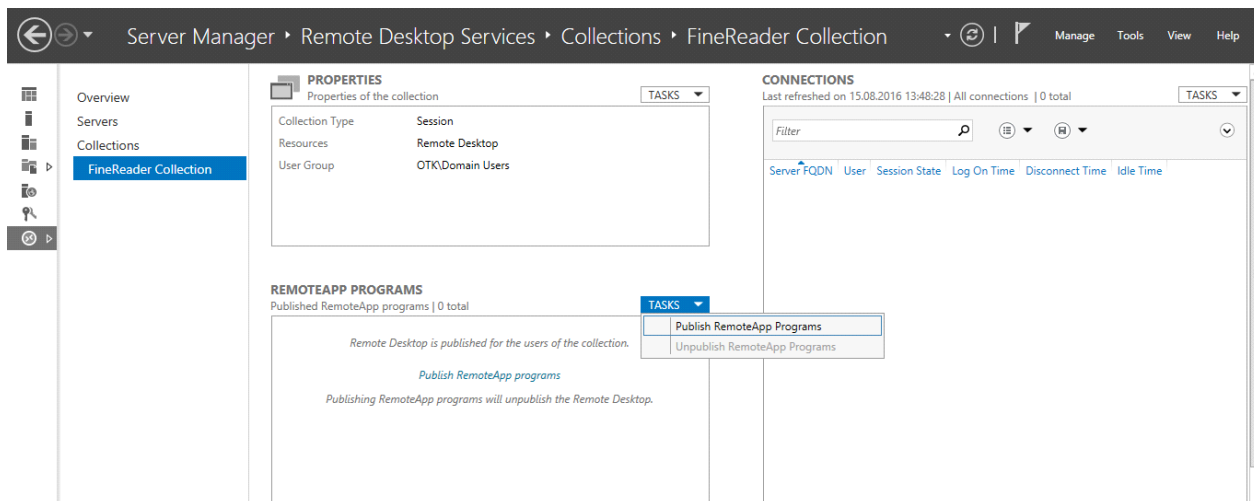 Server Manager ‣ Remote Desktop Services ‣ Collections ‣ FineReader Collection
Manage Tools View Help
Overview
Servers
Collections
FineReader Collection
PROPERTIES
Properties of the collection
TASKS
Collection Type Session
Resources Remote Desktop
User Group OTK\Domain Users
REMOTEAPP PROGRAMS
Published RemoteApp programs | 0 total
TASKS
Publish RemoteApp Programs
Unpublish RemoteApp Programs
Remote Desktop is published for the users of the collection.
Publish RemoteApp programs
Publishing RemoteApp programs will unpublish the Remote Desktop.
CONNECTIONS
Last refreshed on 15.08.2016 13:48:28 | All connections | 0 total
TASKS
Filter
Server FQDN User Session State Log On Time Disconnect Time Idle Time